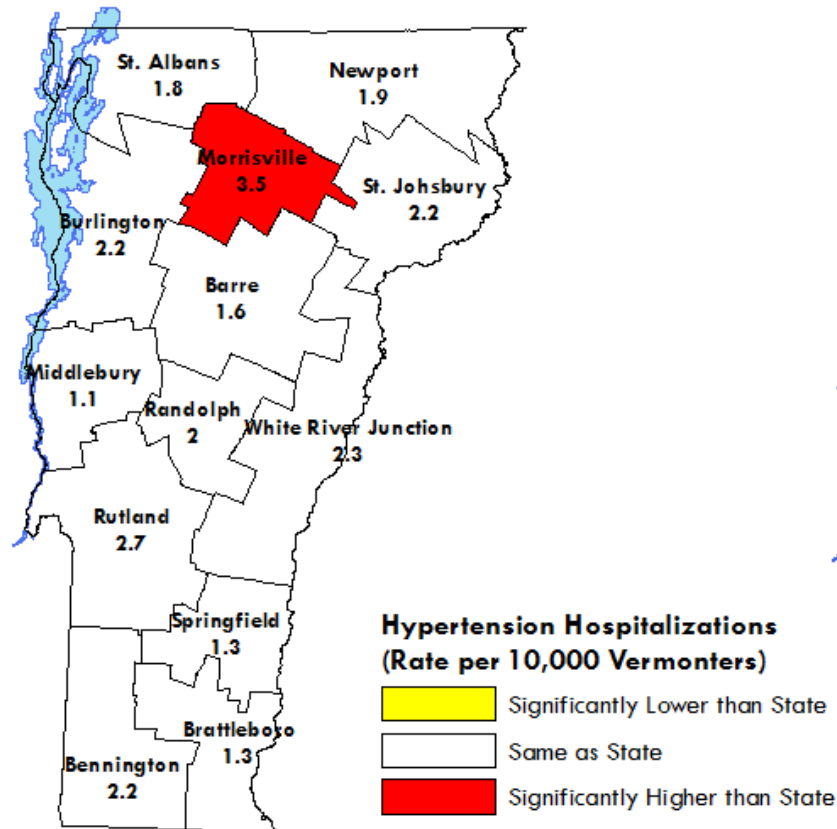 St. Albans
1.8
Newport
1.9
Morrisville
3.5
St. Johsbury
2.2
Burlington
2.2
Barre
1.6
Middlebury
1.1
Randolph
2
White River Junction
2.3
Rutland
2.7
Springfield
1.3
Brattleboro
1.3
Bennington
2.2
Hypertension Hospitalizations
(Rate per 10,000 Vermonters)
Significantly Lower than State
Same as State
Significantly Higher than State